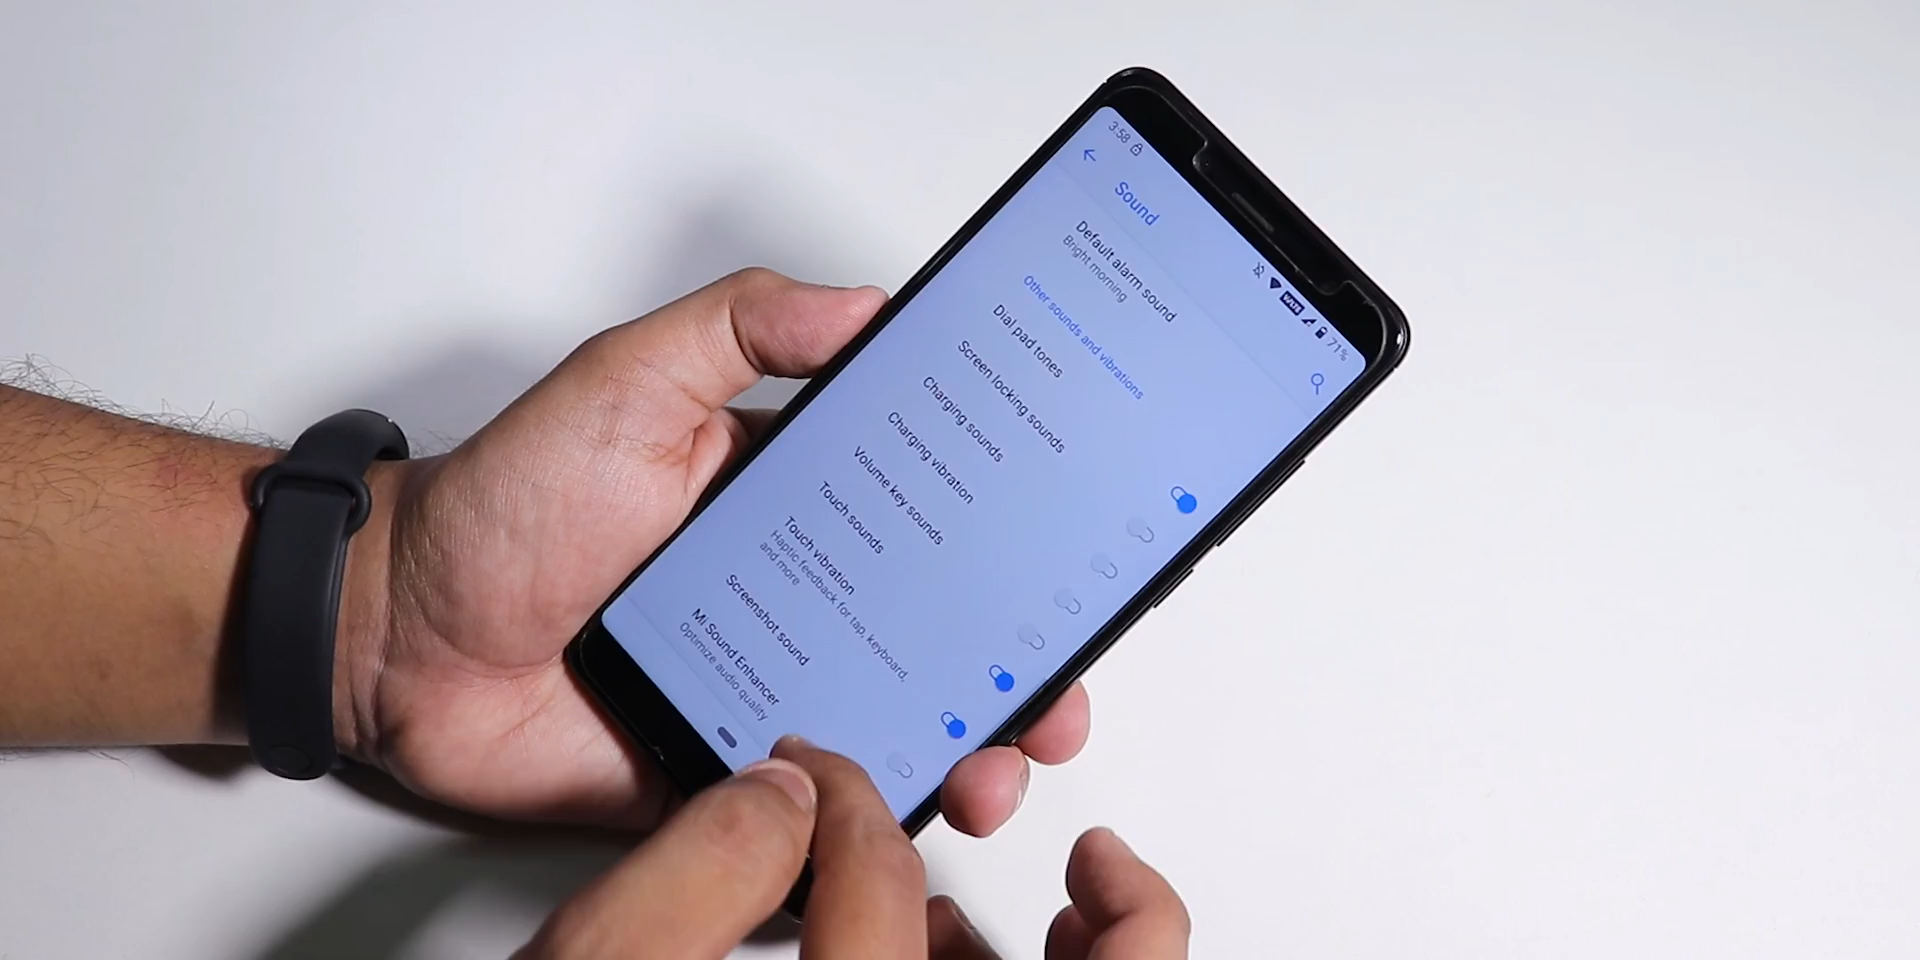 3:58
VoLTE
71%
Sound
Default alarm sound
Bright morning
Other sounds and vibrations
Dial pad tones
Screen locking sounds
Charging sounds
Charging vibration
Volume key sounds
Touch sounds
Touch vibration
Haptic feedback for tap, keyboard,
and more
Screenshot sound
Mi Sound Enhancer
Optimize audio quality